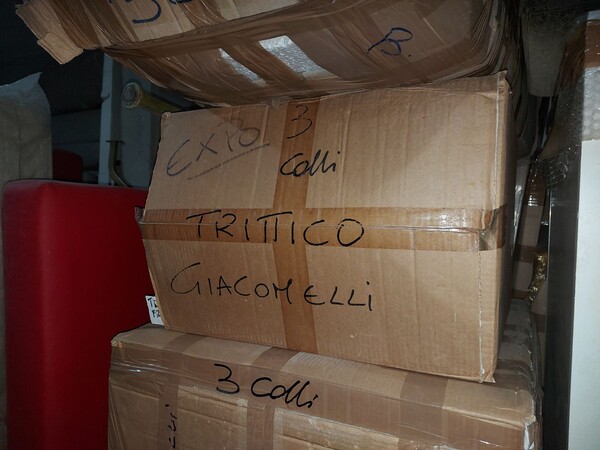 B.
EXPO 3
Colli
TRITTICO
GIACOMELLI
3 Colli